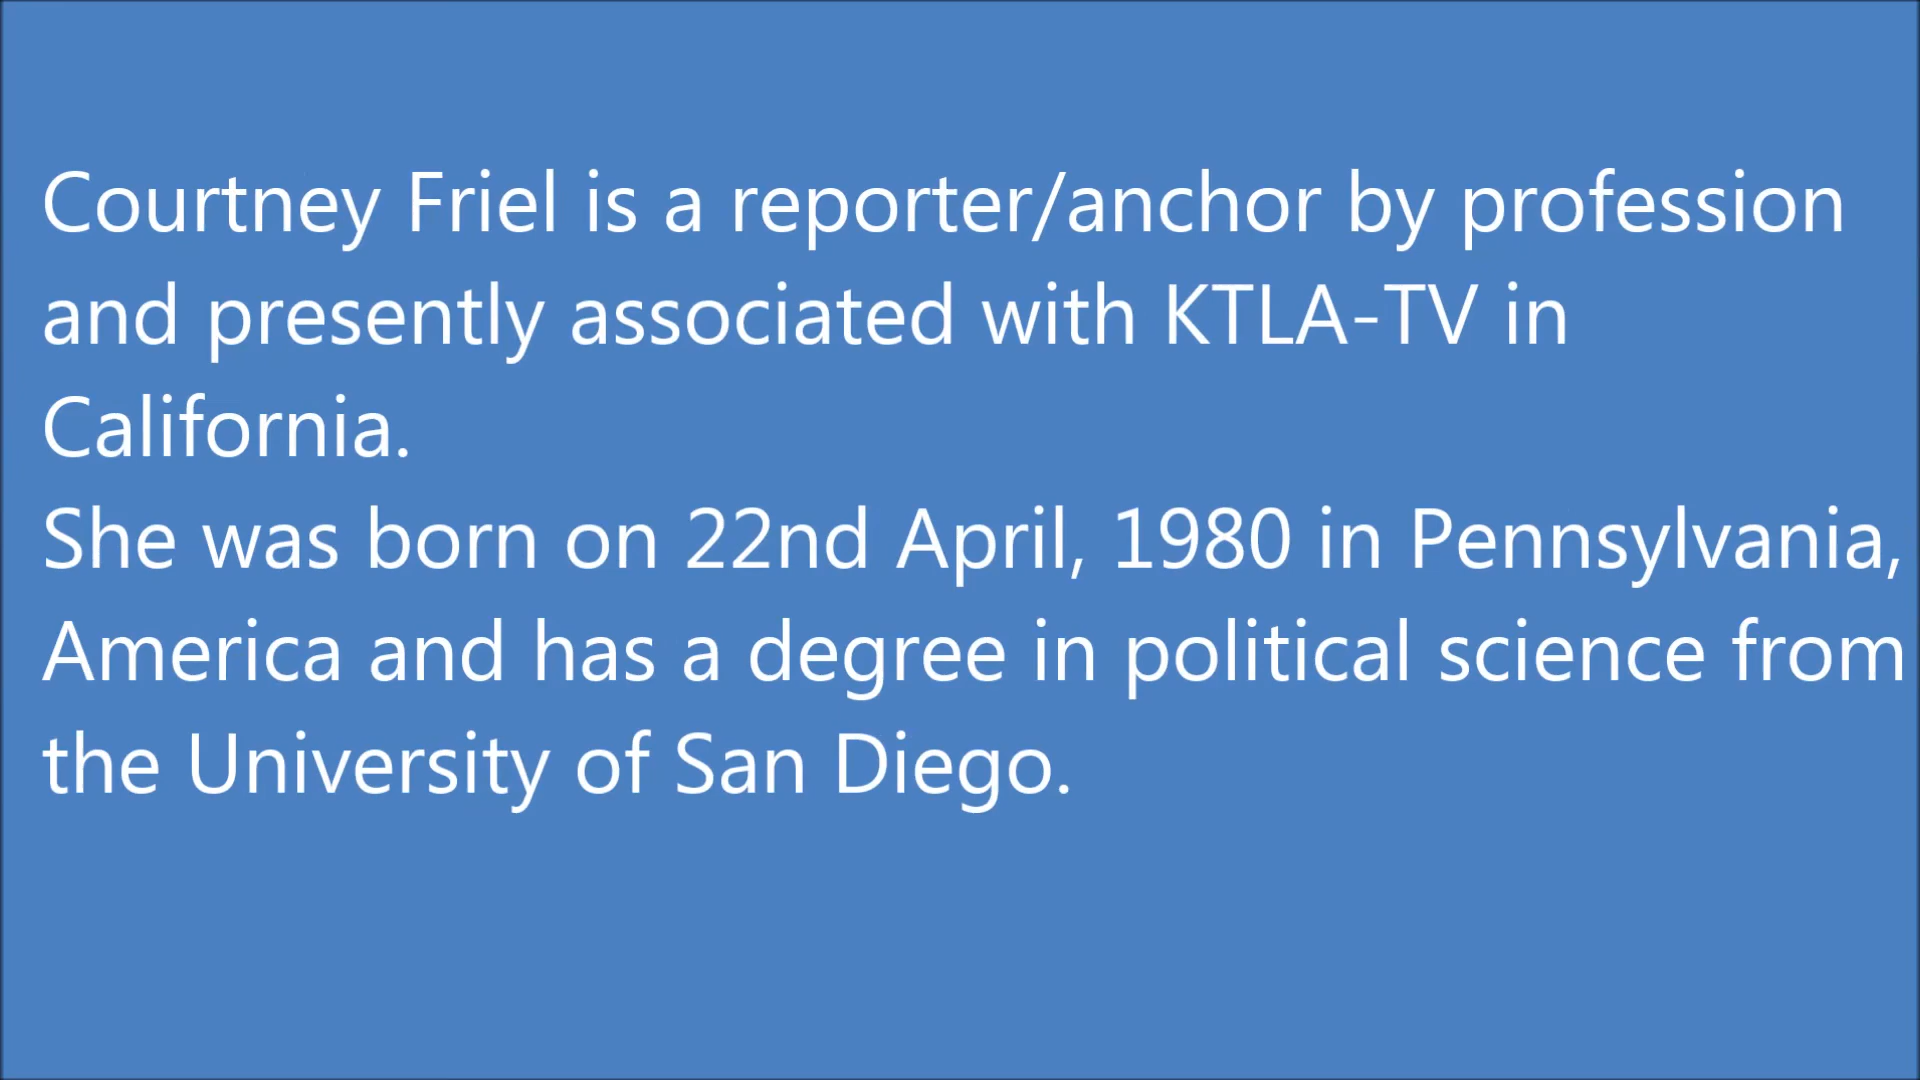 Courtney Friel is a reporter/anchor by profession
and presently associated with KTLA-TV in
California.
She was born on 22nd April, 1980 in Pennsylvania,
America and has a degree in political science from
the University of San Diego.